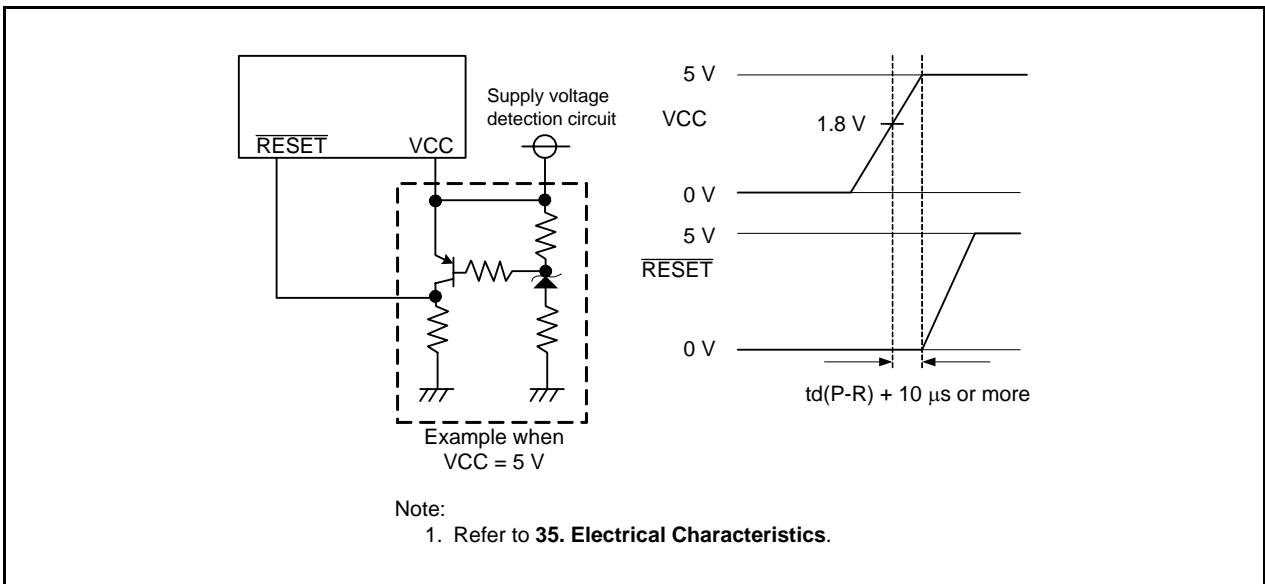 Supply voltage
detection circuit
RESET VCC
Example when
VCC = 5 V
5 V
VCC
1.8 V
0 V
5 V
RESET
0 V
td(P-R) + 10 µs or more
Note:
1. Refer to 35. Electrical Characteristics.